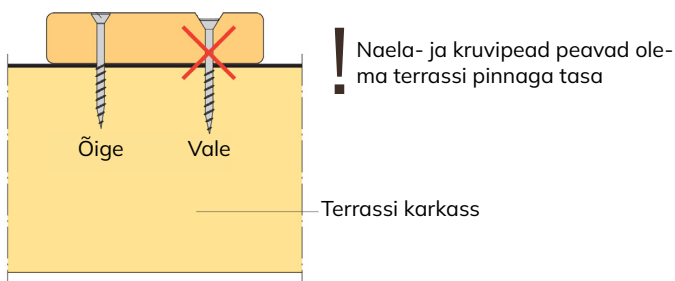 ! Naela- ja kruvipead peavad ole-
ma terrassi pinnaga tasa
Õige
Vale
Terrassi karkass